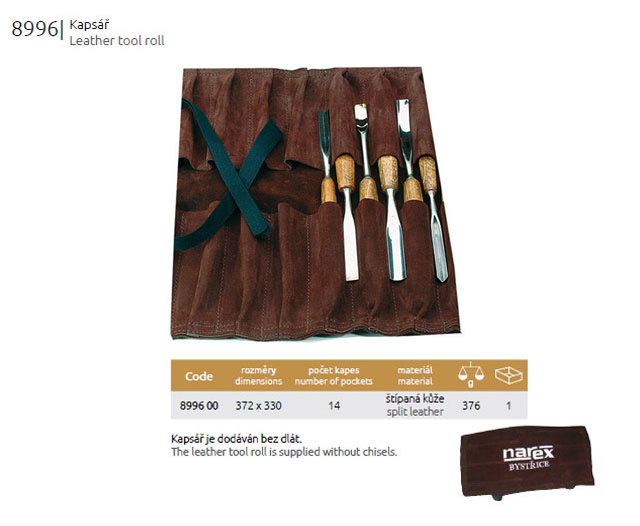 8996| Kapsář
Leather tool roll
Code rozměry dimensions počet kapes number of pockets materiál material g
8996 00 372 x 330 14 štípaná kůže split leather 376 1
Kapsář je dodáván bez dlát.
The leather tool roll is supplied without chisels.
narex
BYSTŘICE